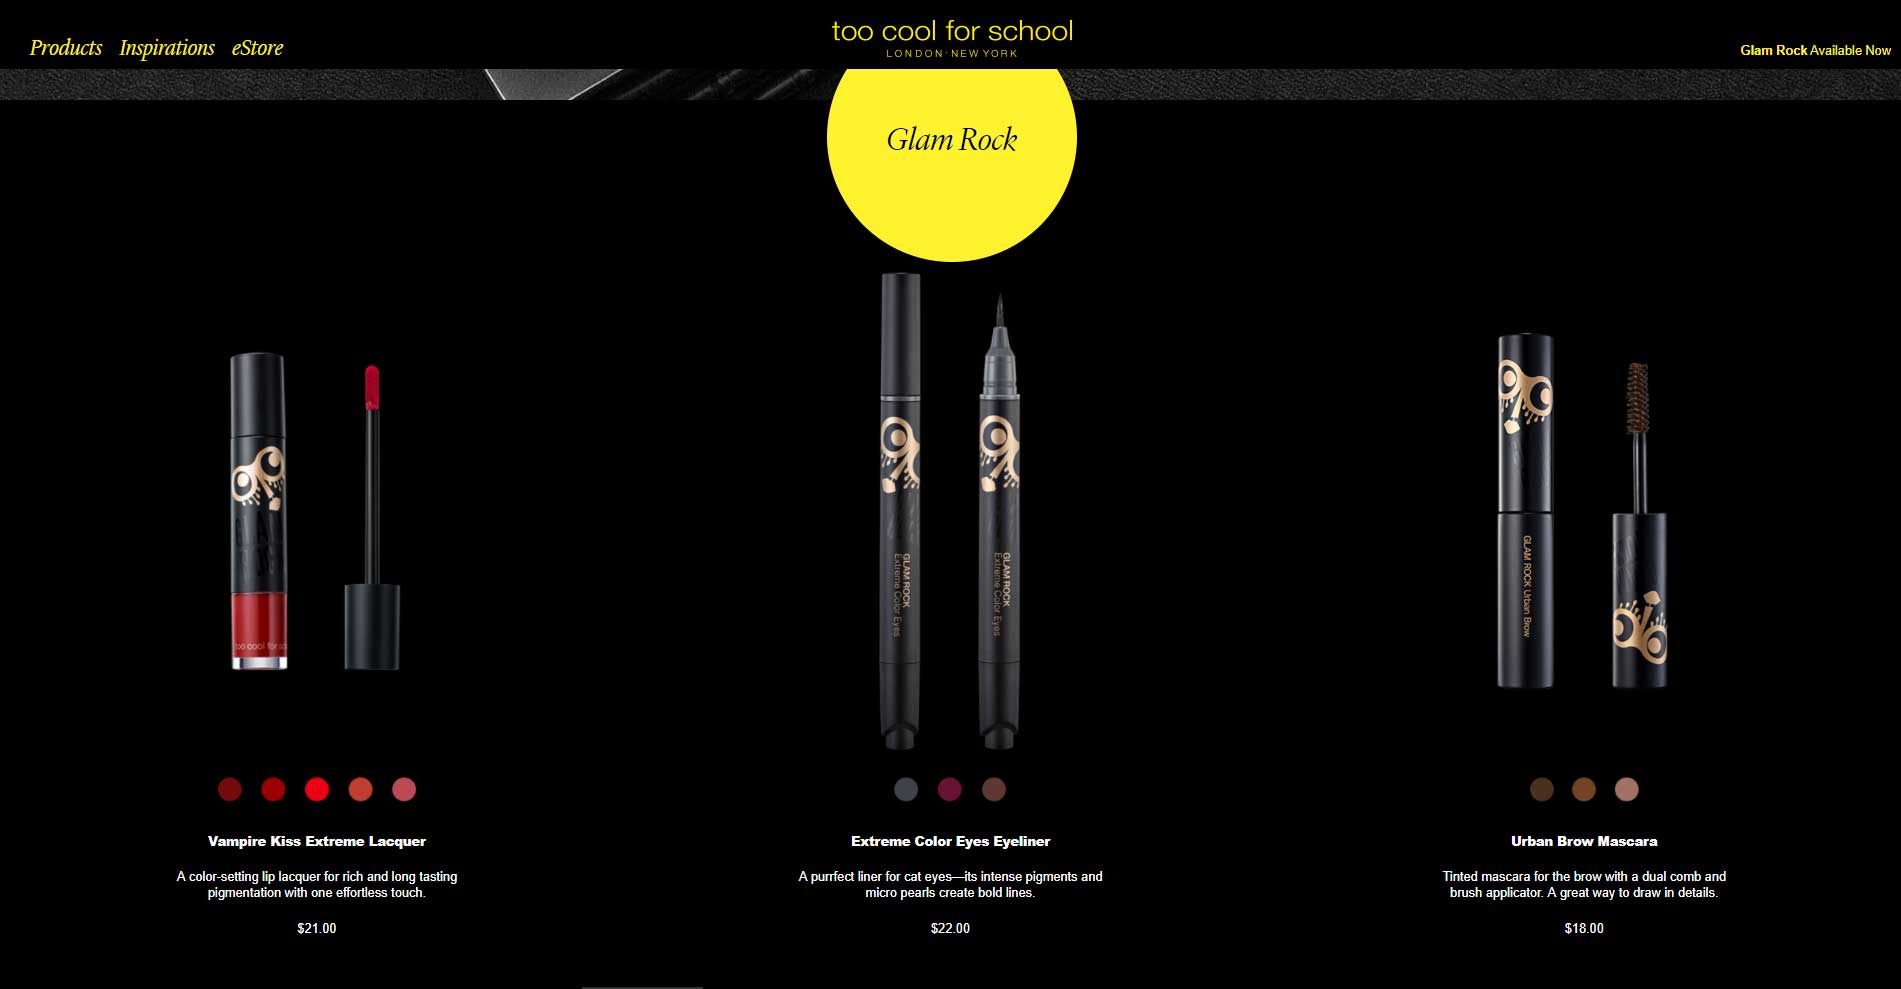 Products Inspirations eStore
too cool for school
LONDON·NEW YORK
Glam Rock Available Now
Glam Rock
GLAM
too cool for sc
GLAM ROCK
Extreme Color Eyes
GLAM ROCK
Extreme Color Eyes
GLAM ROCK Urban Brow
Vampire Kiss Extreme Lacquer
A color-setting lip lacquer for rich and long tasting
pigmentation with one effortless touch.
$21.00
Extreme Color Eyes Eyeliner
A purrfect liner for cat eyes—its intense pigments and
micro pearls create bold lines.
$22.00
Urban Brow Mascara
Tinted mascara for the brow with a dual comb and
brush applicator. A great way to draw in details.
$18.00